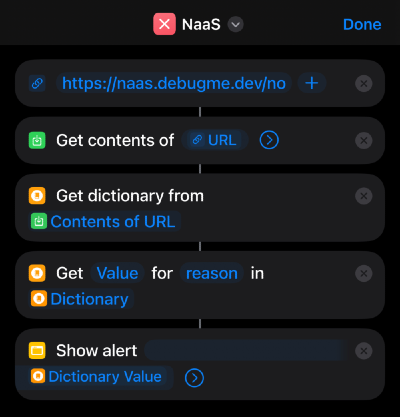 NaaS
Done
https://naas.debugme.dev/no
Get contents of URL
Get dictionary from
Contents of URL
Get Value for reason in
Dictionary
Show alert
Dictionary Value